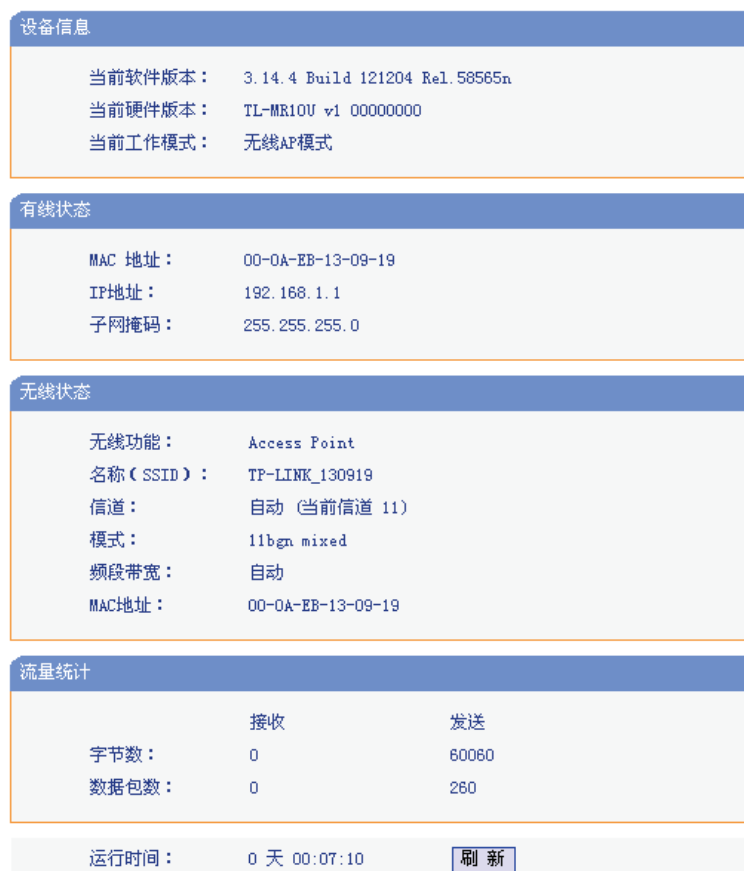 设备信息
当前软件版本： 3.14.4 Build 121204 Rel.58565n
当前硬件版本： TL-MR10U v1 00000000
当前工作模式： 无线AP模式
有线状态
MAC 地址： 00-0A-EB-13-09-19
IP地址： 192.168.1.1
子网掩码： 255.255.255.0
无线状态
无线功能： Access Point
名称(SSID)： TP-LINK_130919
信道： 自动 (当前信道 11)
模式： 11bgn mixed
频段带宽： 自动
MAC地址： 00-0A-EB-13-09-19
流量统计
接收 发送
字节数： 0 60060
数据包数： 0 260
运行时间： 0 天 00:07:10 刷 新